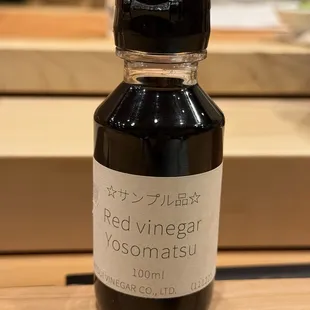 ☆サンプル品☆
Red vinegar
Yosomatsu
100ml
VINEGAR CO., LTD.